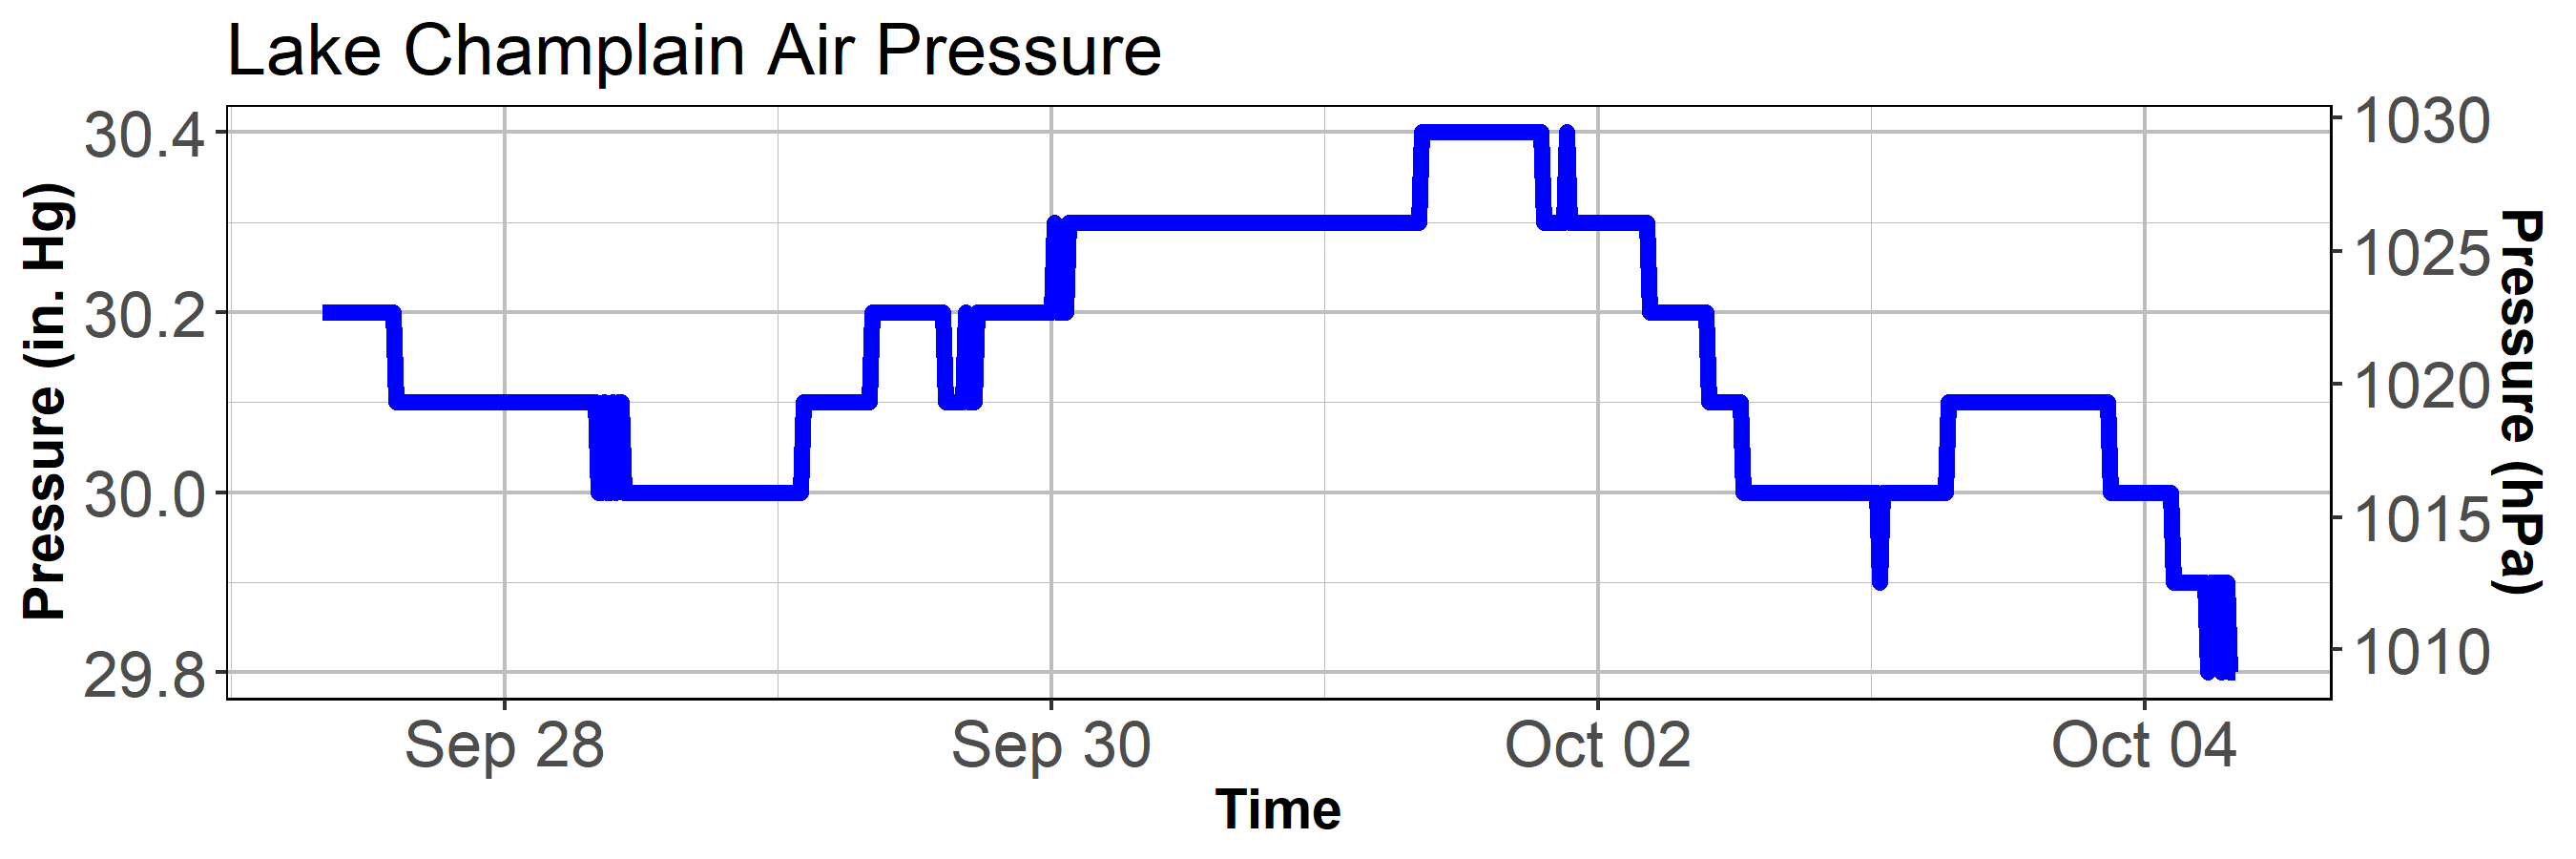 Lake Champlain Air Pressure
Pressure (in. Hg)
30.4
30.2
30.0
29.8
1030
1025
1020
1015
1010
Pressure (hPa)
Sep 28 Sep 30 Oct 02 Oct 04
Time